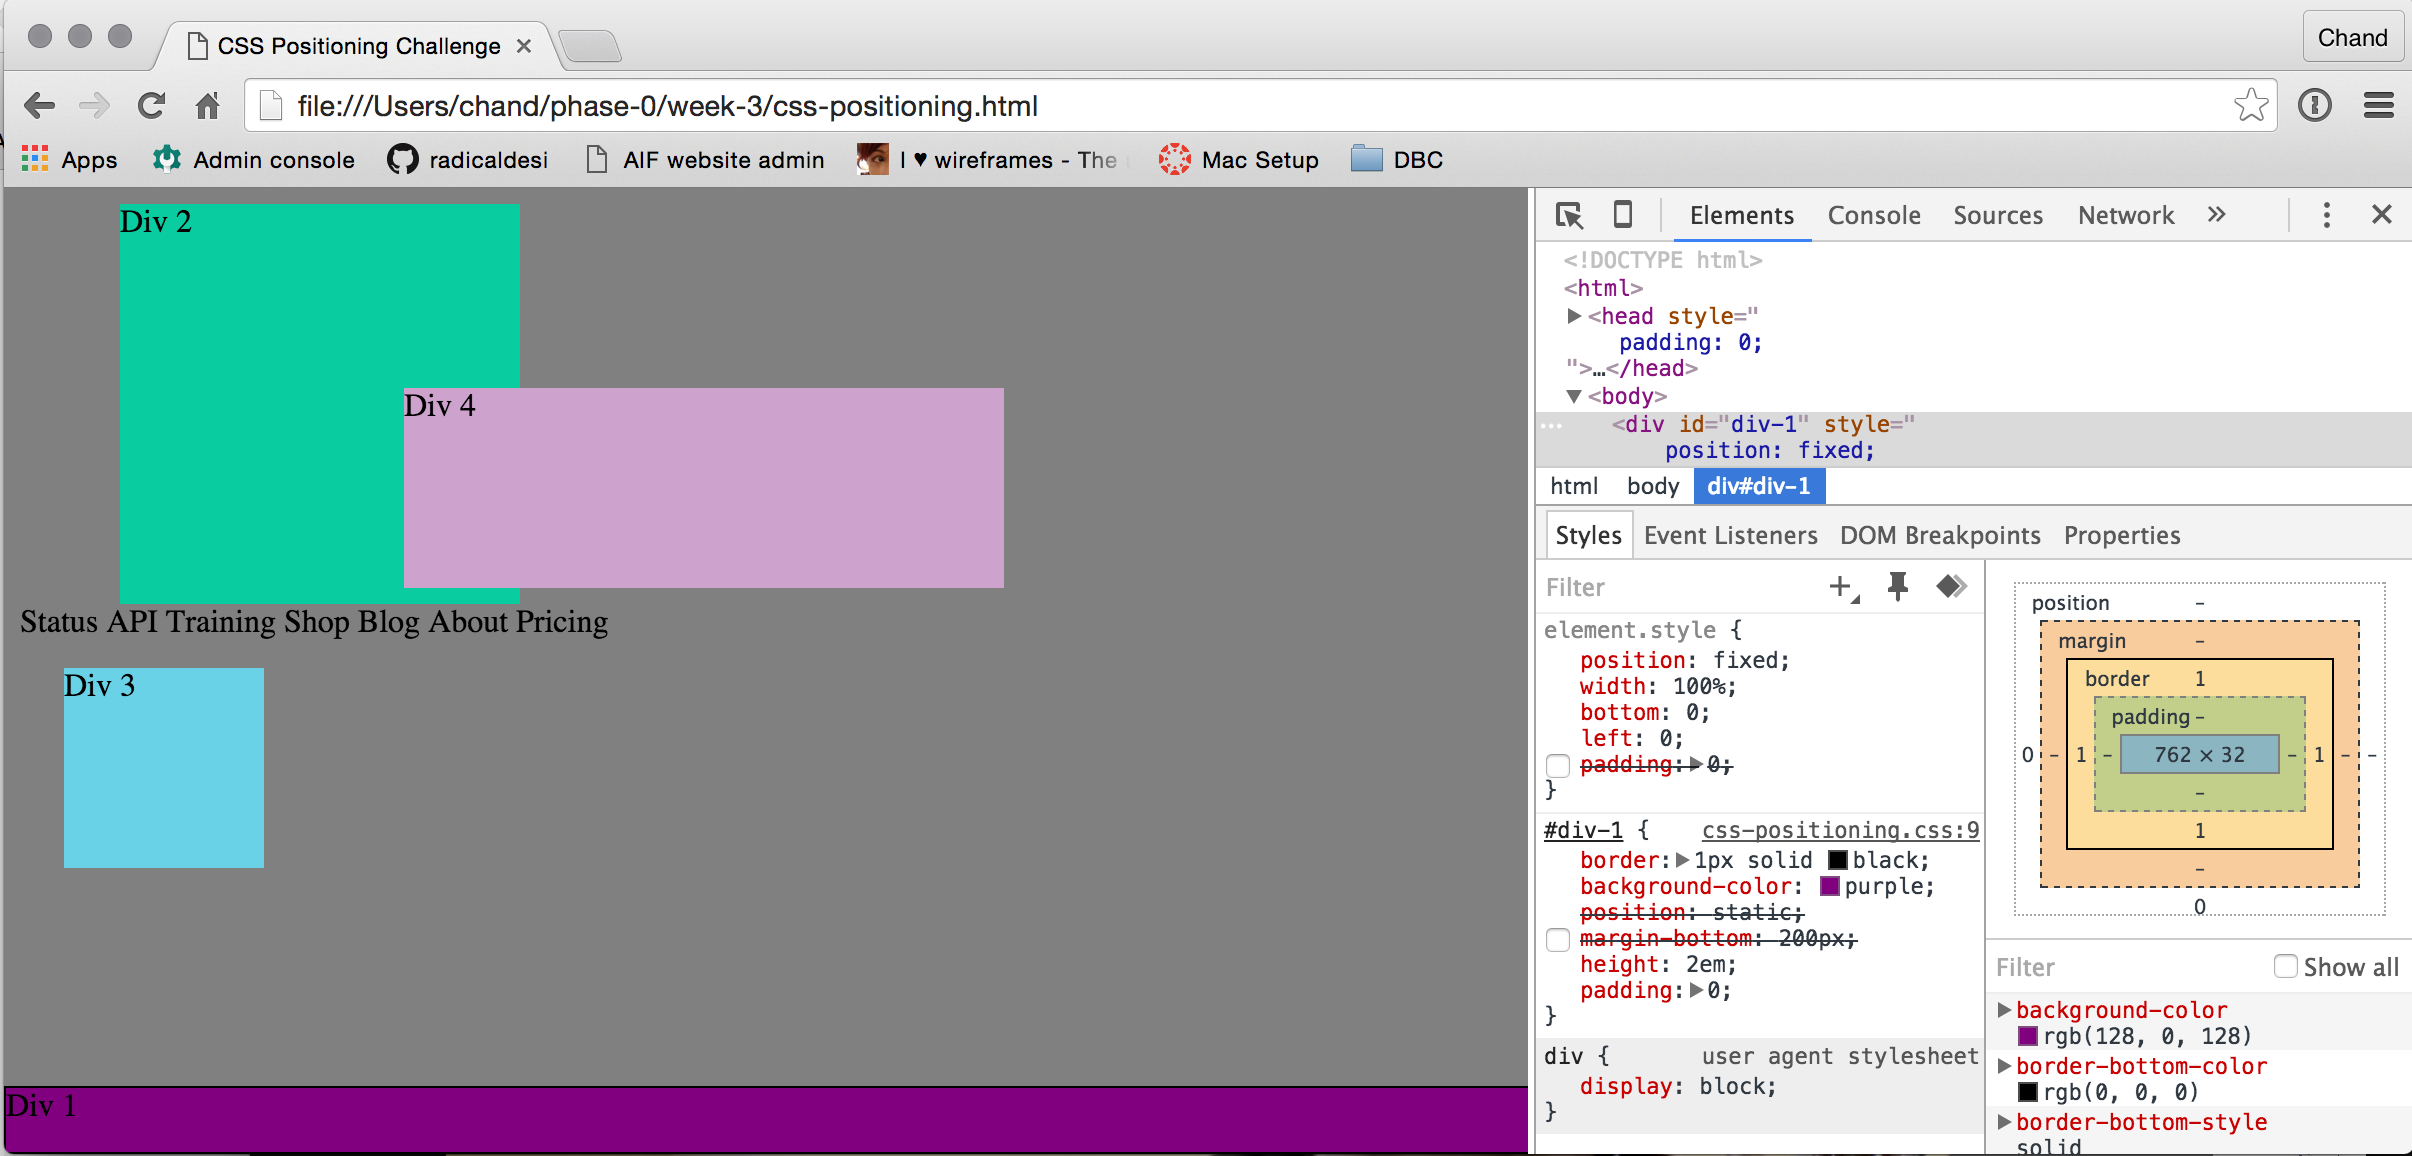 CSS Positioning Challenge
Chand
file:///Users/chand/phase-0/week-3/css-positioning.html
Apps Admin console radicaldesi AIF website admin I ♥ wireframes - The Mac Setup DBC
Div 2
Div 4
Status API Training Shop Blog About Pricing
Div 3
Div 1
Elements Console Sources Network »
<!DOCTYPE html>
<html>
<head style="
padding: 0;
">…</head>
<body>
<div id="div-1" style="
position: fixed;
html body div#div-1
Styles Event Listeners DOM Breakpoints Properties
Filter
element.style {
position: fixed;
width: 100%;
bottom: 0;
left: 0;
padding: 0;
}
#div-1 { css-positioning.css:9
border: 1px solid black;
background-color: purple;
position: static;
margin-bottom: 200px;
height: 2em;
padding: 0;
}
div { user agent stylesheet
display: block;
}
position -
margin -
border 1
padding -
0 - 1 - 762 × 32 - 1 - -
-
1
-
0
Filter Show all
background-color
rgb(128, 0, 128)
border-bottom-color
rgb(0, 0, 0)
border-bottom-style
solid